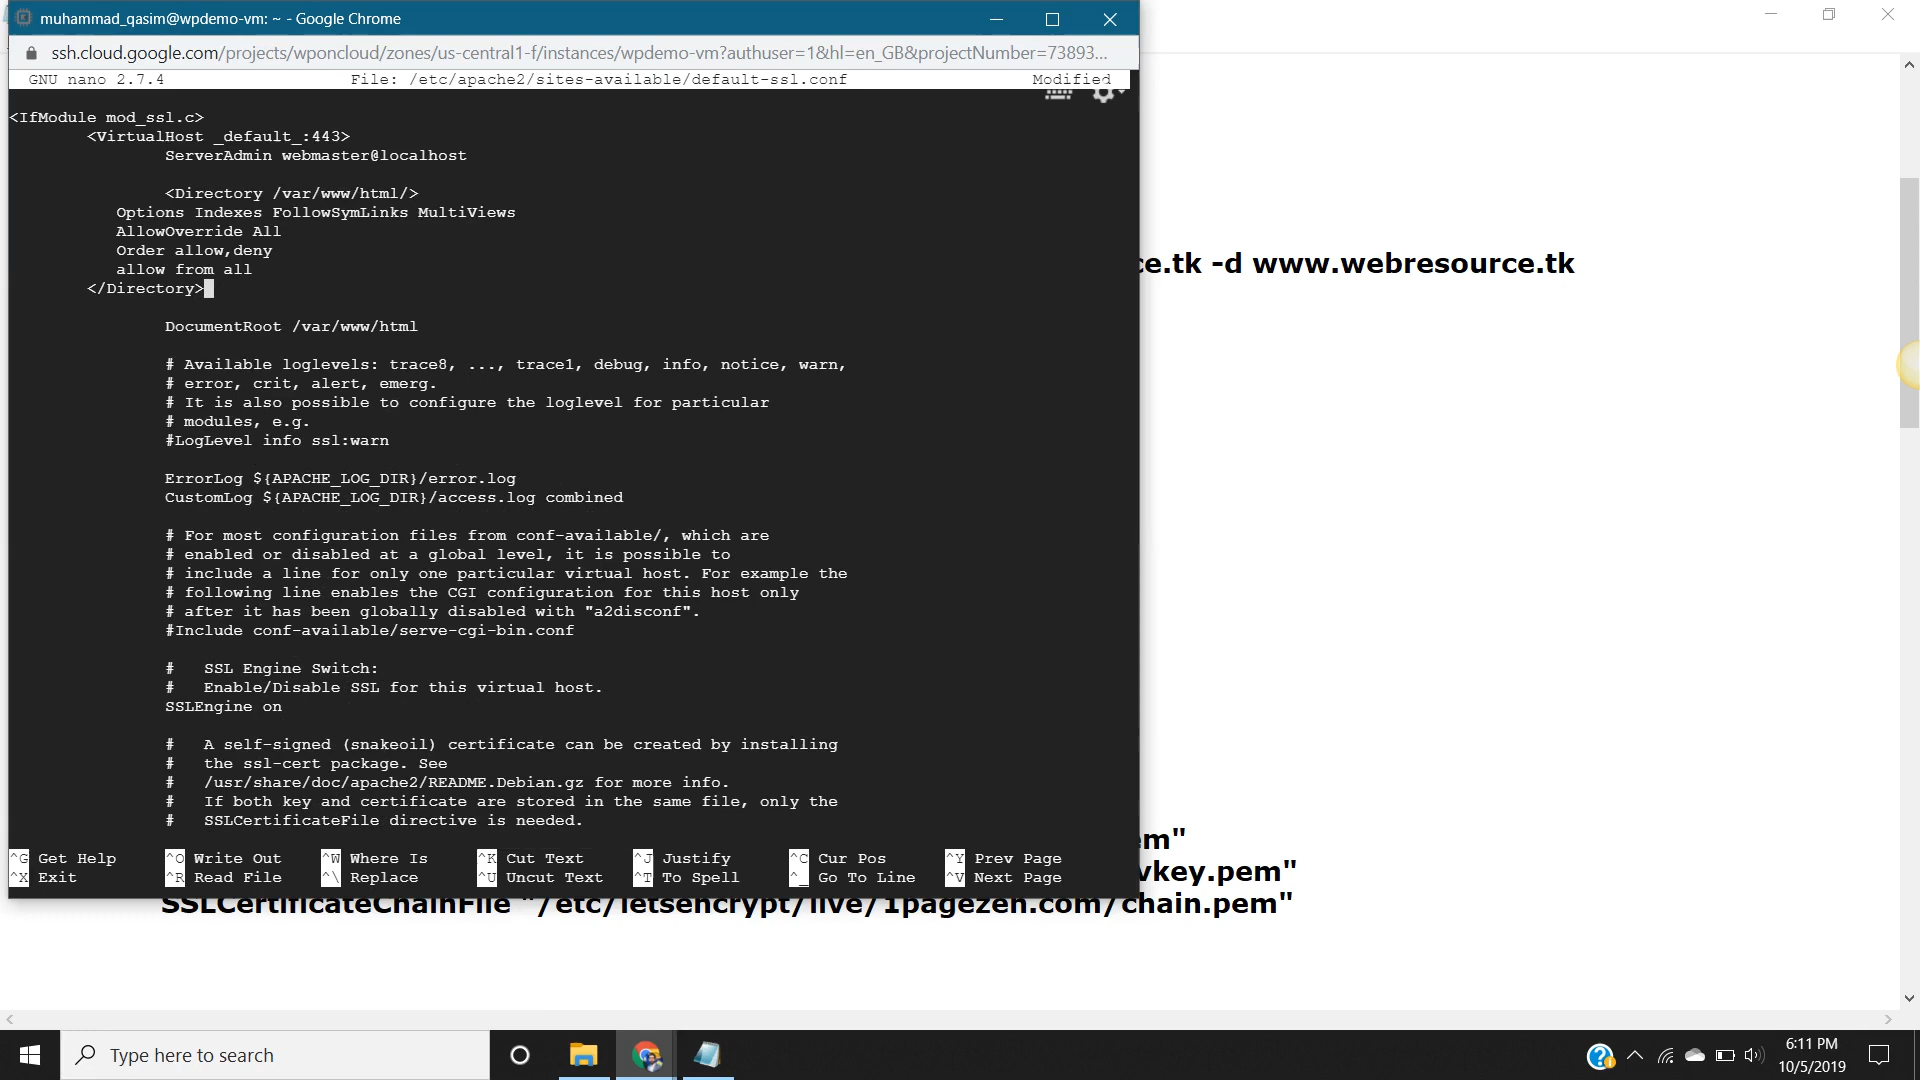 muhammad_qasim@wpdemo-vm: ~ - Google Chrome
ssh.cloud.google.com/projects/wponcloud/zones/us-central1-f/instances/wpdemo-vm?authuser=1&hl=en_GB&projectNumber=73893...
GNU nano 2.7.4 File: /etc/apache2/sites-available/default-ssl.conf Modified
<IfModule mod_ssl.c>
<VirtualHost _default_:443>
ServerAdmin webmaster@localhost
<Directory /var/www/html/>
Options Indexes FollowSymLinks MultiViews
AllowOverride All
Order allow,deny
allow from all
</Directory>
DocumentRoot /var/www/html
# Available loglevels: trace8, ..., trace1, debug, info, notice, warn,
# error, crit, alert, emerg.
# It is also possible to configure the loglevel for particular
# modules, e.g.
#LogLevel info ssl:warn
ErrorLog ${APACHE_LOG_DIR}/error.log
CustomLog ${APACHE_LOG_DIR}/access.log combined
# For most configuration files from conf-available/, which are
# enabled or disabled at a global level, it is possible to
# include a line for only one particular virtual host. For example the
# following line enables the CGI configuration for this host only
# after it has been globally disabled with "a2disconf".
#Include conf-available/serve-cgi-bin.conf
# SSL Engine Switch:
# Enable/Disable SSL for this virtual host.
SSLEngine on
# A self-signed (snakeoil) certificate can be created by installing
# the ssl-cert package. See
# /usr/share/doc/apache2/README.Debian.gz for more info.
# If both key and certificate are stored in the same file, only the
# SSLCertificateFile directive is needed.
^G Get Help ^O Write Out ^W Where Is ^K Cut Text ^J Justify ^C Cur Pos ^Y Prev Page
^X Exit ^R Read File ^\ Replace ^U Uncut Text ^T To Spell ^_ Go To Line ^V Next Page
ce.tk -d www.webresource.tk
em"
vkey.pem"
SSLCertificateChainFile "/etc/letsencrypt/live/1pagezen.com/chain.pem"
Type here to search
6:11 PM
10/5/2019